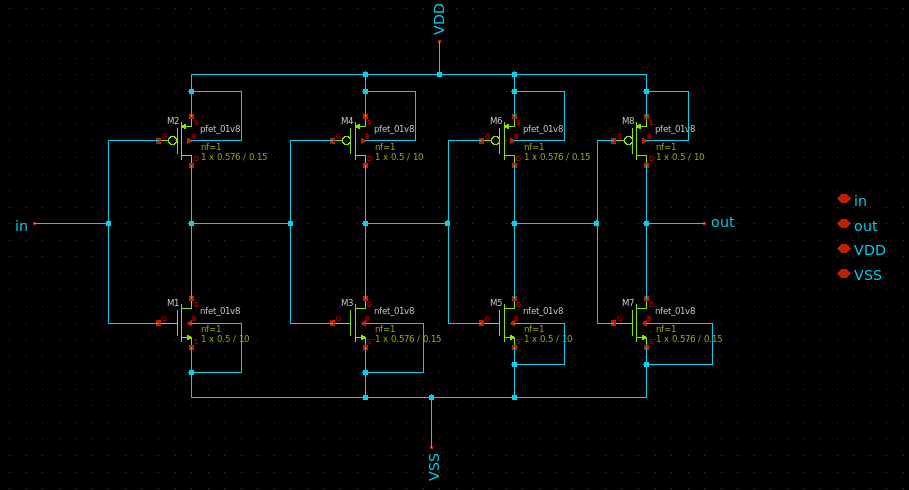 VDD
M2
S
G
B
pfet_01v8
nf=1
1 x 0.576 / 0.15
D
M4
S
G
B
pfet_01v8
nf=1
1 x 0.5 / 10
D
M6
S
G
B
pfet_01v8
nf=1
1 x 0.576 / 0.15
D
M8
S
G
B
pfet_01v8
nf=1
1 x 0.5 / 10
D
in
out
in
out
VDD
VSS
M1
D
G
B
nfet_01v8
nf=1
1 x 0.5 / 10
S
M3
D
G
B
nfet_01v8
nf=1
1 x 0.576 / 0.15
S
M5
D
G
B
nfet_01v8
nf=1
1 x 0.5 / 10
S
M7
D
G
B
nfet_01v8
nf=1
1 x 0.576 / 0.15
S
VSS